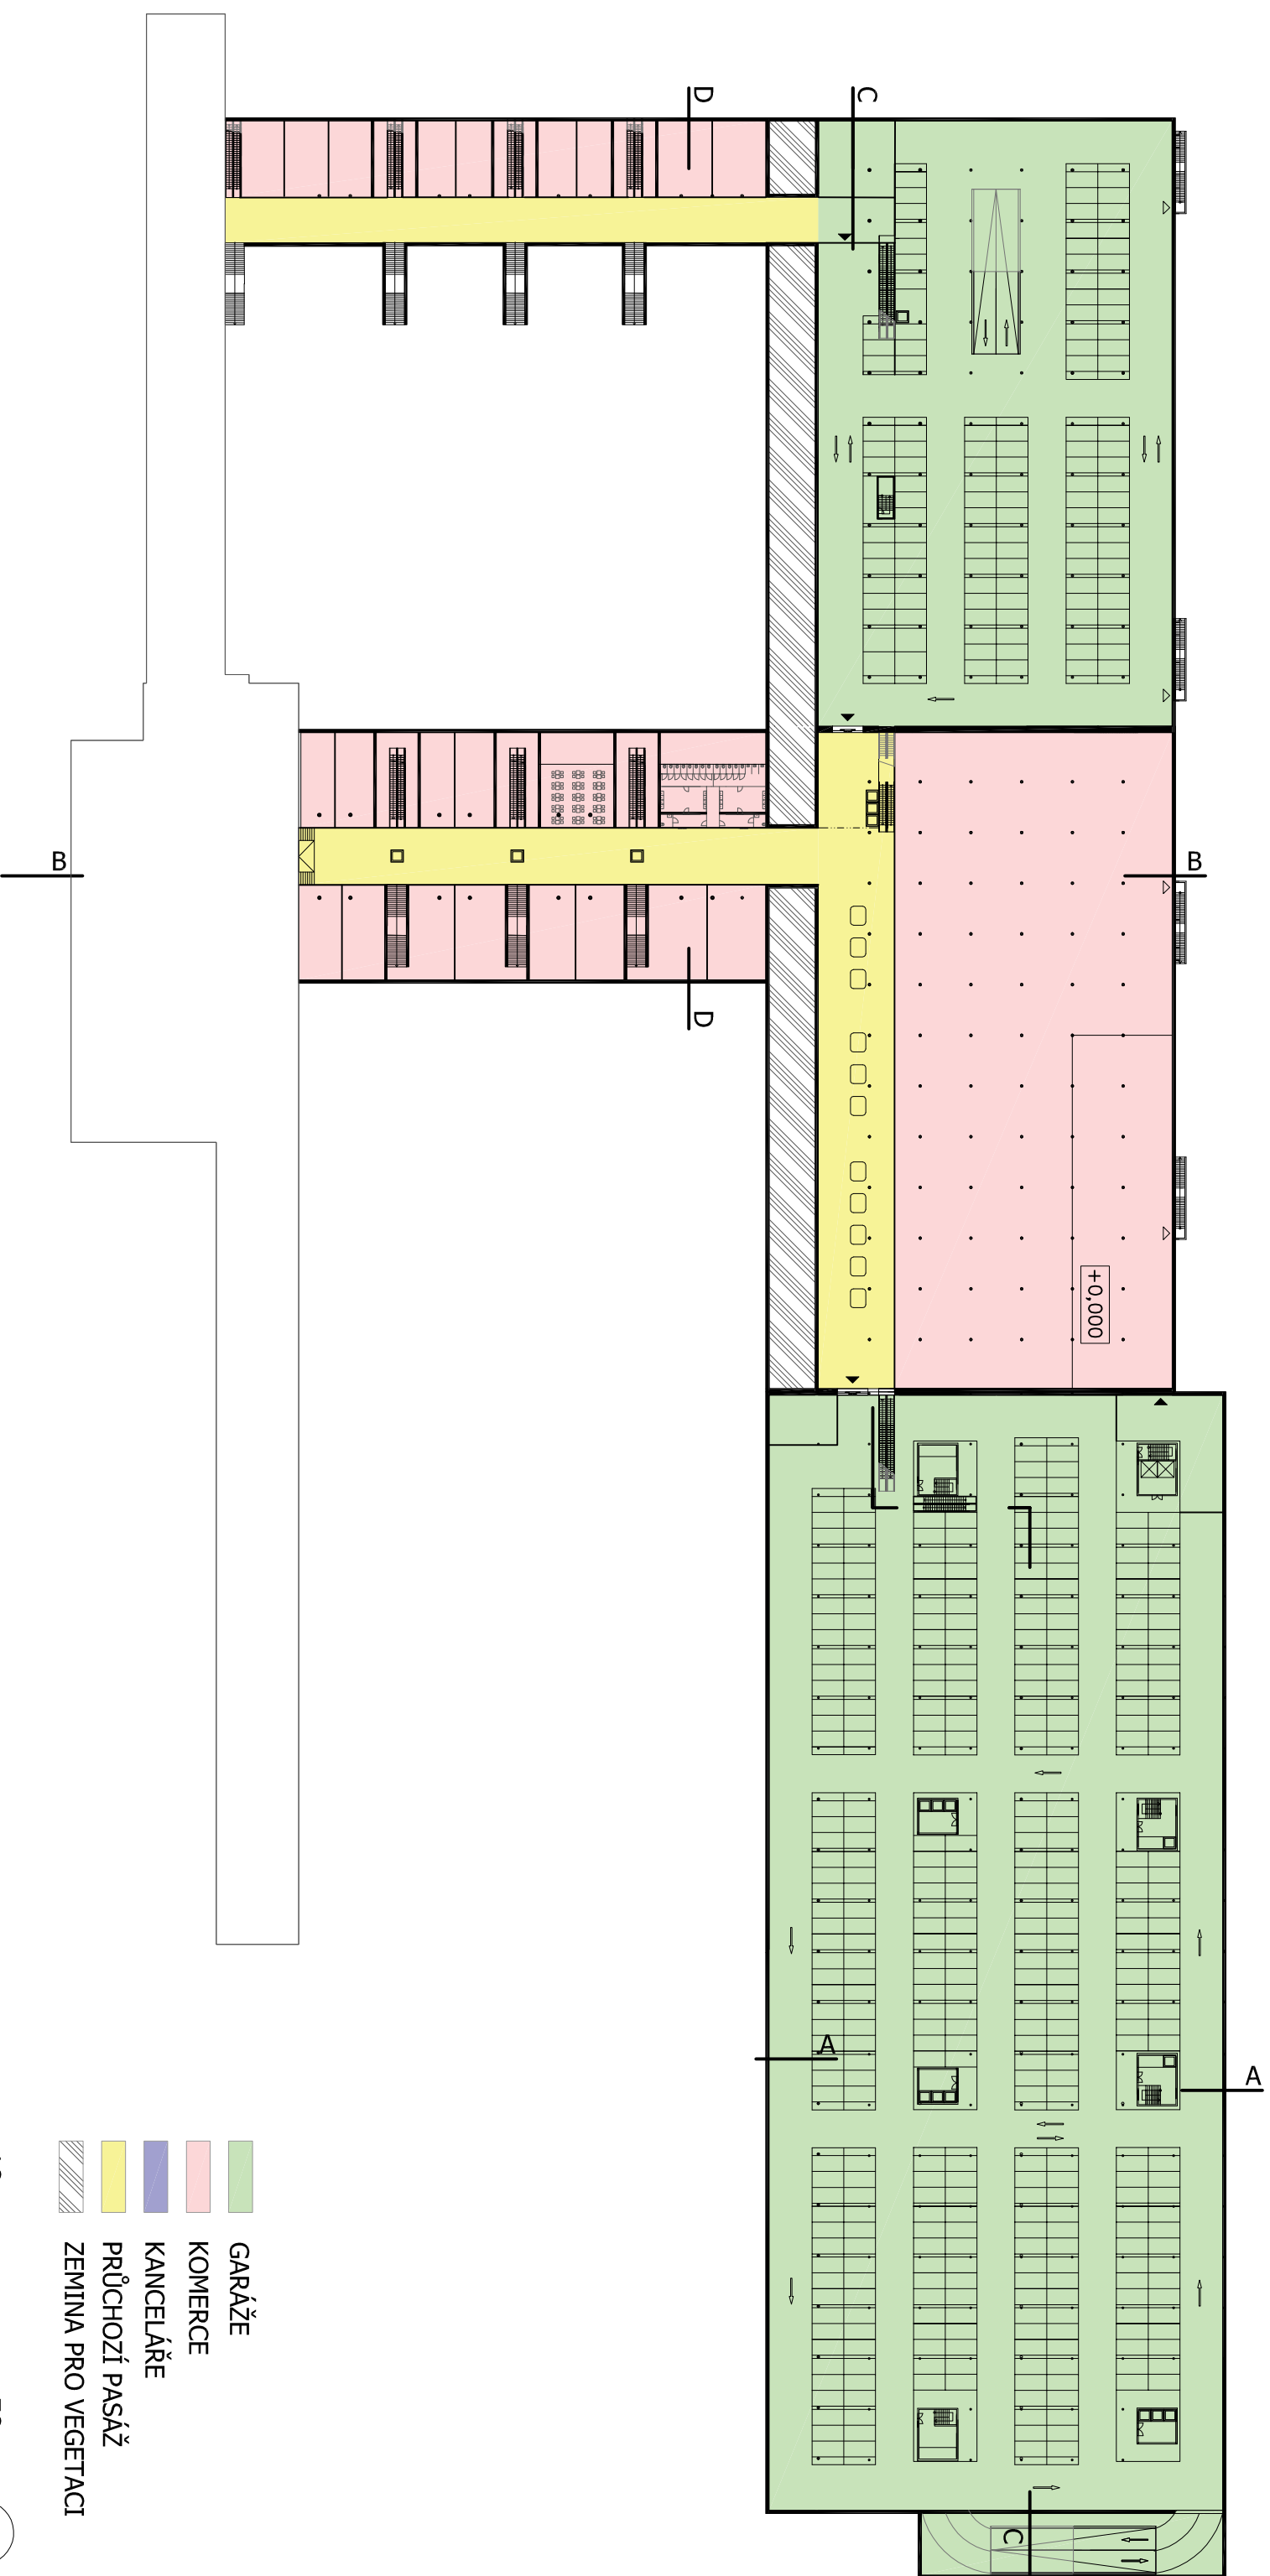 D
C
B
B
D
+0,000
A
A
C
GARÁŽE
KOMERCE
KANCELÁŘE
PRŮCHOZÍ PASÁŽ
ZEMINA PRO VEGETACI